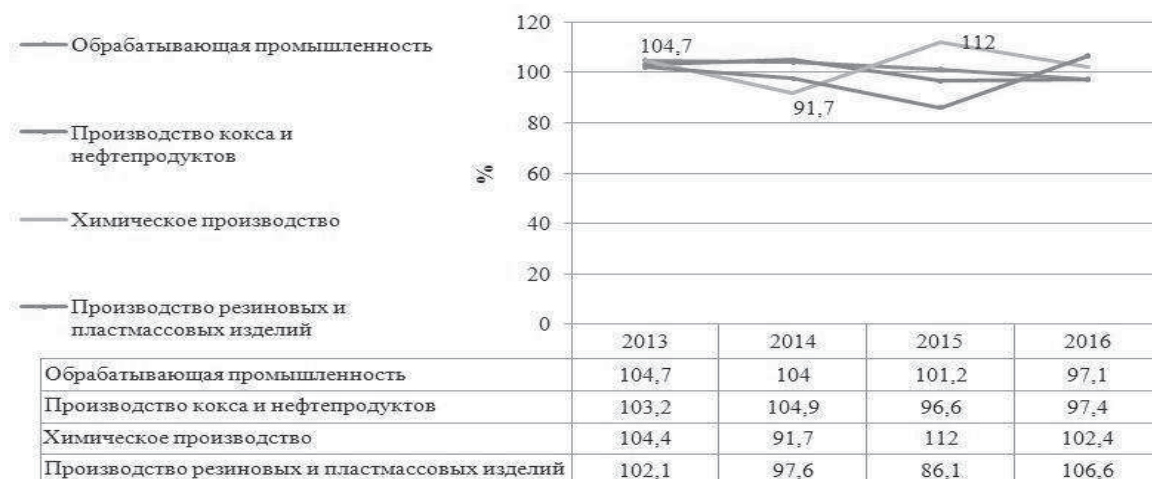 Обрабатывающая промышленность
Производство кокса и
нефтепродуктов
Химическое производство
Производство резиновых и
пластмассовых изделий
%
120
100
80
60
40
20
0
104,7
91,7
112
2013 2014 2015 2016
Обрабатывающая промышленность 104,7 104 101,2 97,1
Производство кокса и нефтепродуктов 103,2 104,9 96,6 97,4
Химическое производство 104,4 91,7 112 102,4
Производство резиновых и пластмассовых изделий 102,1 97,6 86,1 106,6